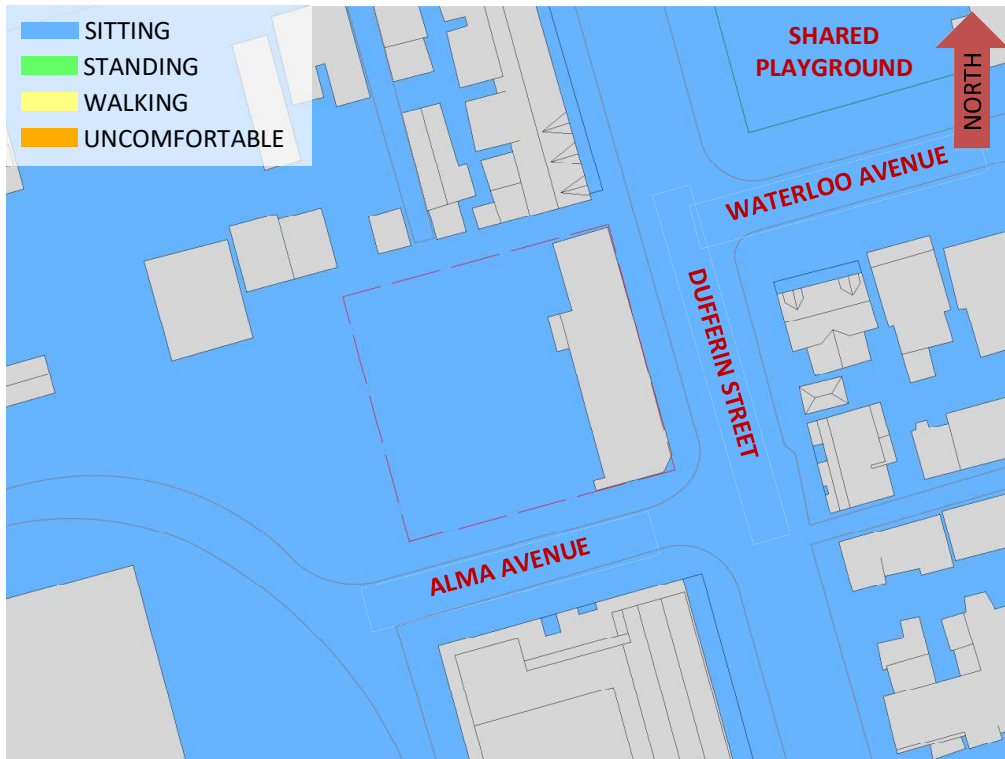 SITTING
STANDING
WALKING
UNCOMFORTABLE
SHARED
PLAYGROUND
NORTH
WATERLOO AVENUE
DUFFERIN STREET
ALMA AVENUE